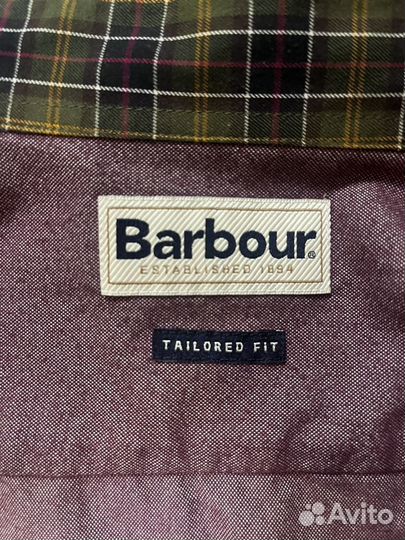 Barbour®
ESTABLISHED 1894
TAILORED FIT
Avito